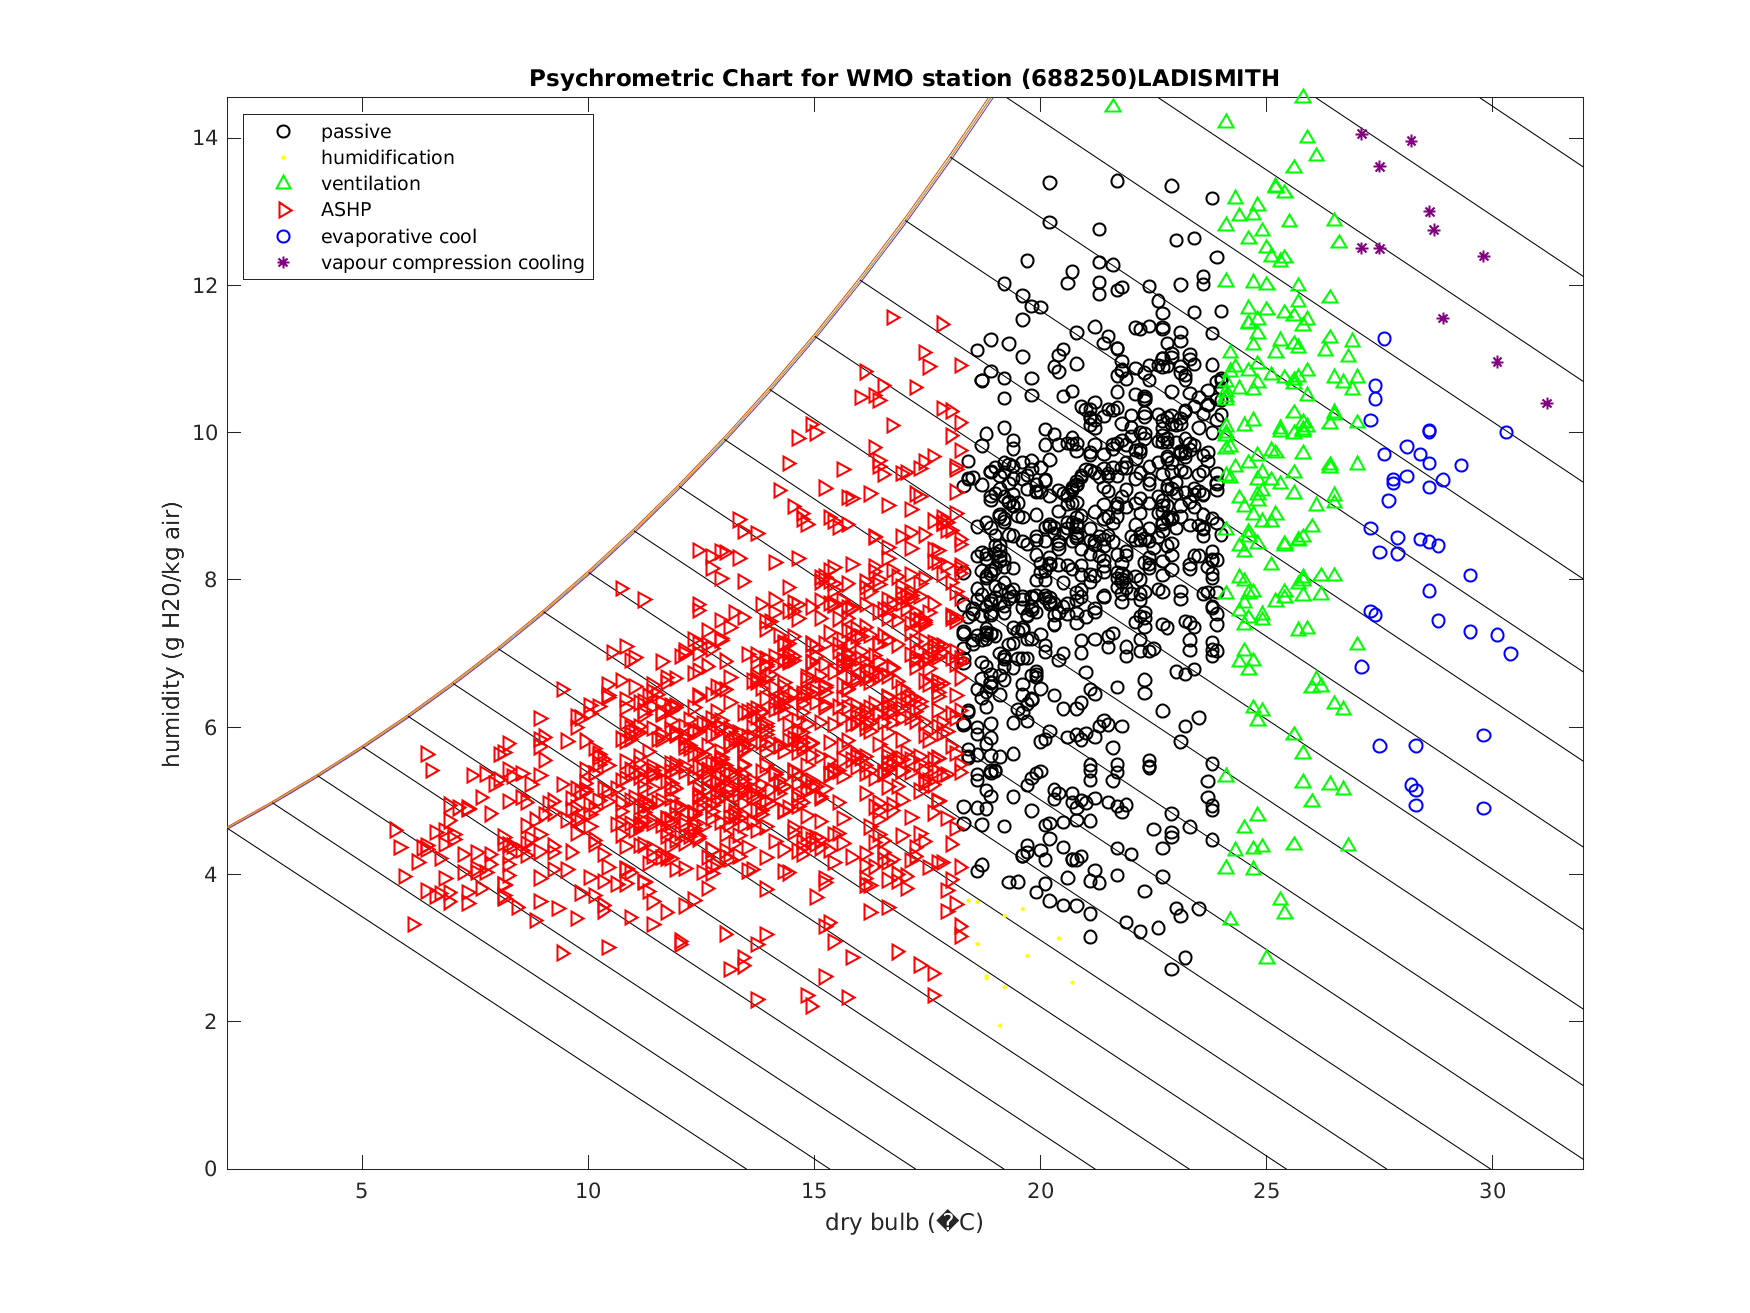 Psychrometric Chart for WMO station (688250)LADISMITH
passive
humidification
ventilation
ASHP
evaporative cool
vapour compression cooling
humidity (g H20/kg air)
14
12
10
8
6
4
2
0
5 10 15 20 25 30
dry bulb (�C)